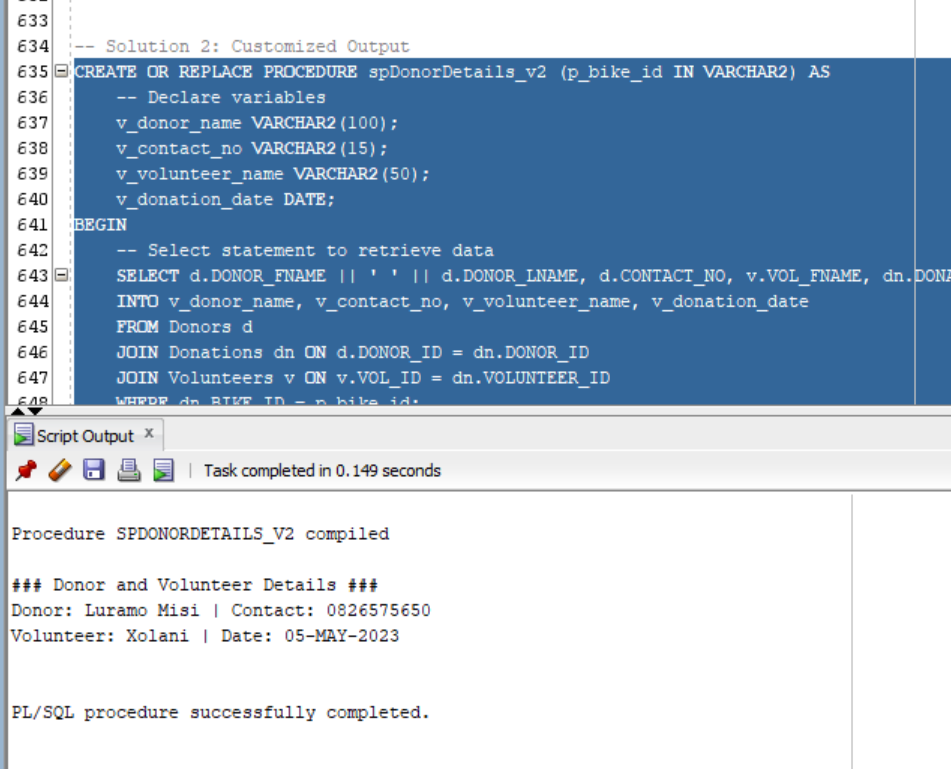 633
634 -- Solution 2: Customized Output
635 CREATE OR REPLACE PROCEDURE spDonorDetails_v2 (p_bike_id IN VARCHAR2) AS
636 -- Declare variables
637 v_donor_name VARCHAR2(100);
638 v_contact_no VARCHAR2(15);
639 v_volunteer_name VARCHAR2(50);
640 v_donation_date DATE;
641 BEGIN
642 -- Select statement to retrieve data
643 SELECT d.DONOR_FNAME || ' ' || d.DONOR_LNAME, d.CONTACT_NO, v.VOL_FNAME, dn.DONA
644 INTO v_donor_name, v_contact_no, v_volunteer_name, v_donation_date
645 FROM Donors d
646 JOIN Donations dn ON d.DONOR_ID = dn.DONOR_ID
647 JOIN Volunteers v ON v.VOL_ID = dn.VOLUNTEER_ID
648 WHERE dn.BIKE_ID = p_bike_id;
Script Output x
Task completed in 0.149 seconds
Procedure SPDONORDETAILS_V2 compiled
### Donor and Volunteer Details ###
Donor: Luramo Misi | Contact: 0826575650
Volunteer: Xolani | Date: 05-MAY-2023
PL/SQL procedure successfully completed.